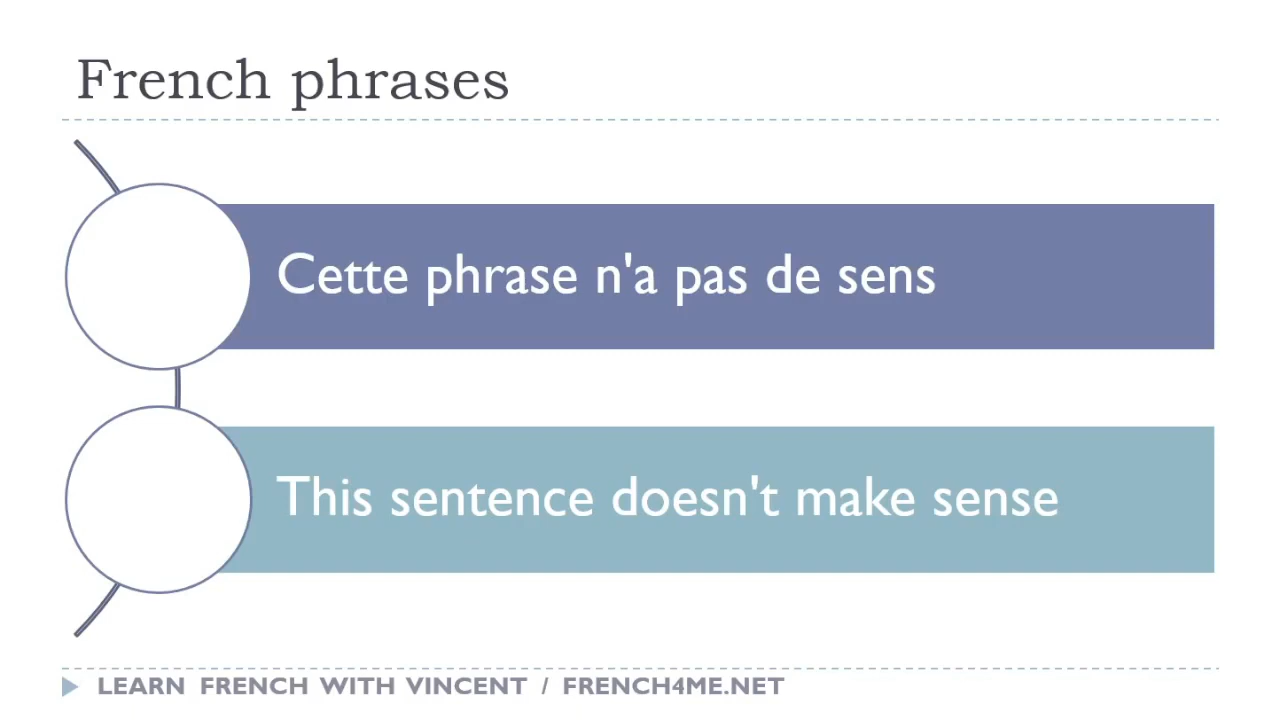 French phrases
Cette phrase n'a pas de sens
This sentence doesn't make sense
LEARN FRENCH WITH VINCENT / FRENCH4ME.NET